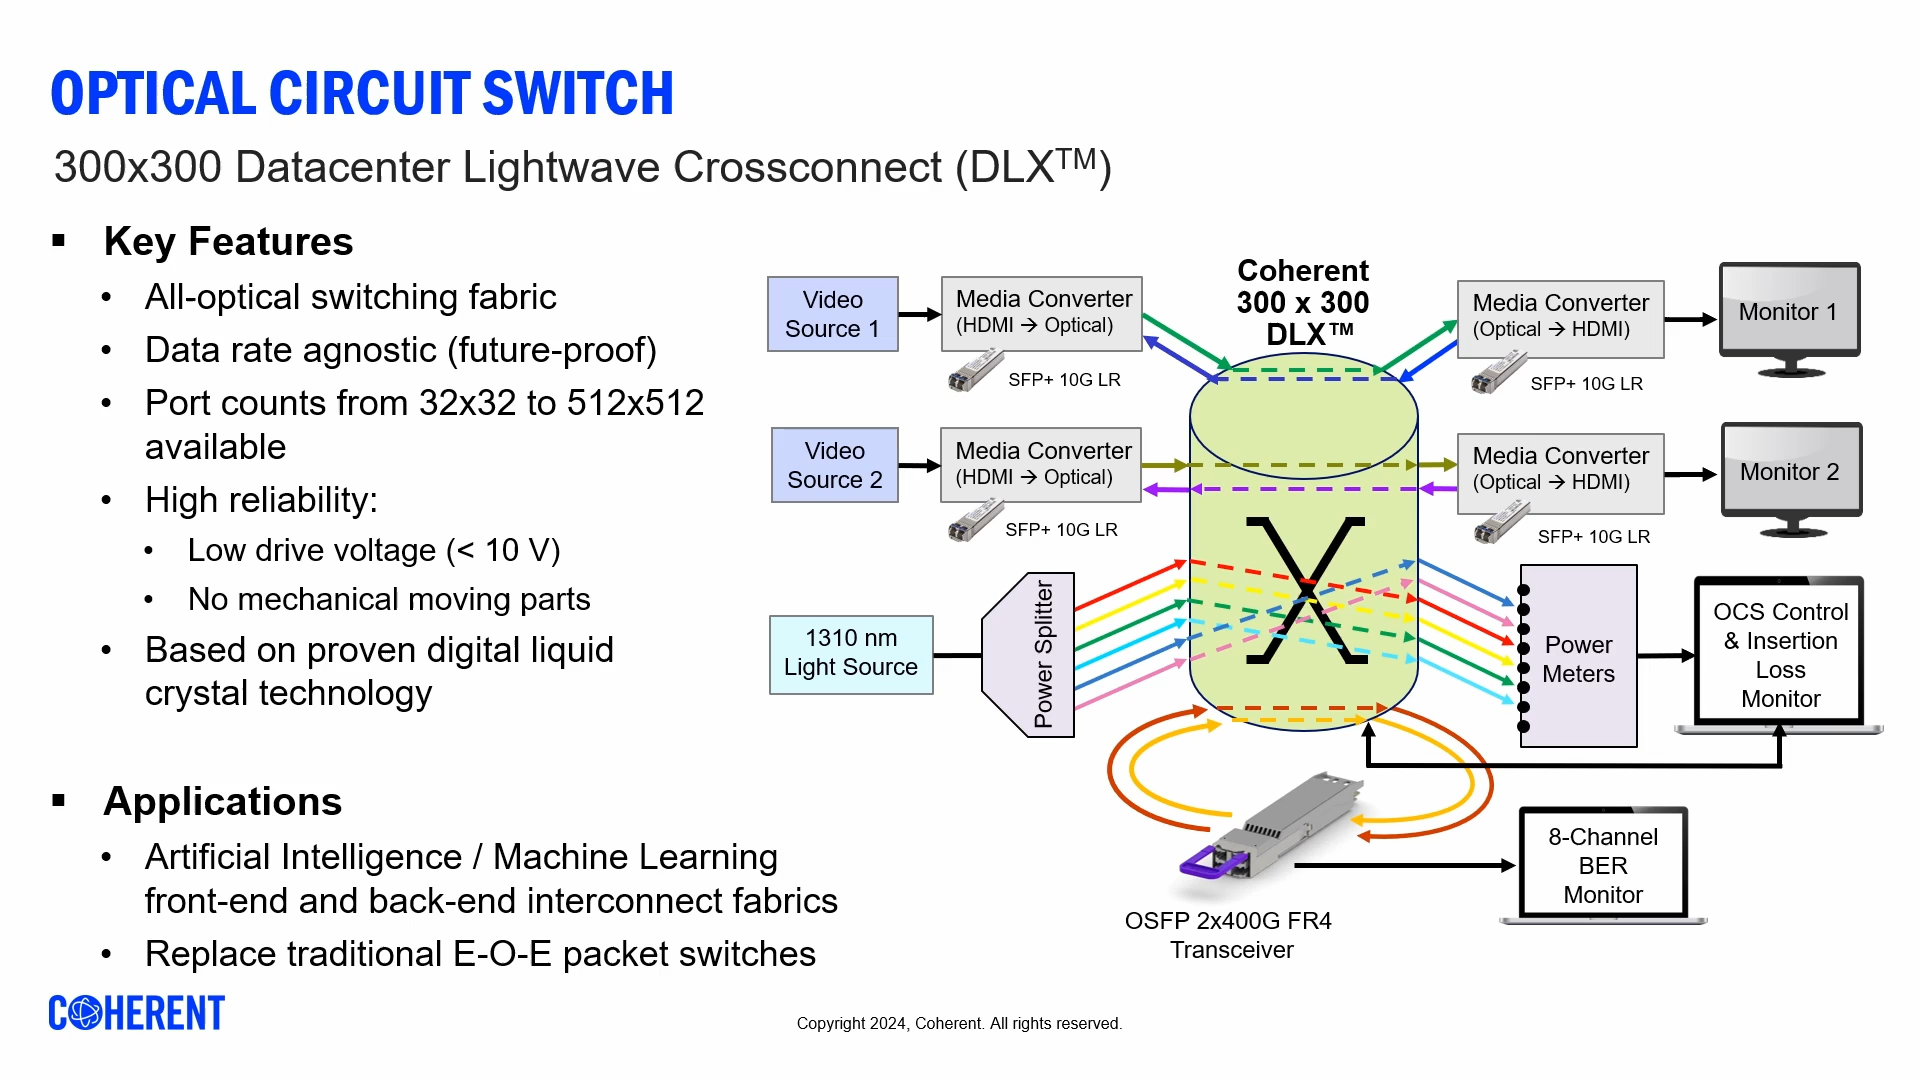 OPTICAL CIRCUIT SWITCH
300x300 Datacenter Lightwave Crossconnect (DLX™)
▪ Key Features
• All-optical switching fabric
• Data rate agnostic (future-proof)
• Port counts from 32x32 to 512x512
available
• High reliability:
• Low drive voltage (< 10 V)
• No mechanical moving parts
• Based on proven digital liquid
crystal technology
▪ Applications
• Artificial Intelligence / Machine Learning
front-end and back-end interconnect fabrics
• Replace traditional E-O-E packet switches
Coherent
300 x 300
DLX™
Video
Source 1
Media Converter
(HDMI → Optical)
SFP+ 10G LR
Media Converter
(Optical → HDMI)
SFP+ 10G LR
Monitor 1
Video
Source 2
Media Converter
(HDMI → Optical)
SFP+ 10G LR
Media Converter
(Optical → HDMI)
SFP+ 10G LR
Monitor 2
1310 nm
Light Source
Power Splitter
X
Power
Meters
OCS Control
& Insertion
Loss
Monitor
OSFP 2x400G FR4
Transceiver
8-Channel
BER
Monitor
COHERENT
Copyright 2024, Coherent. All rights reserved.